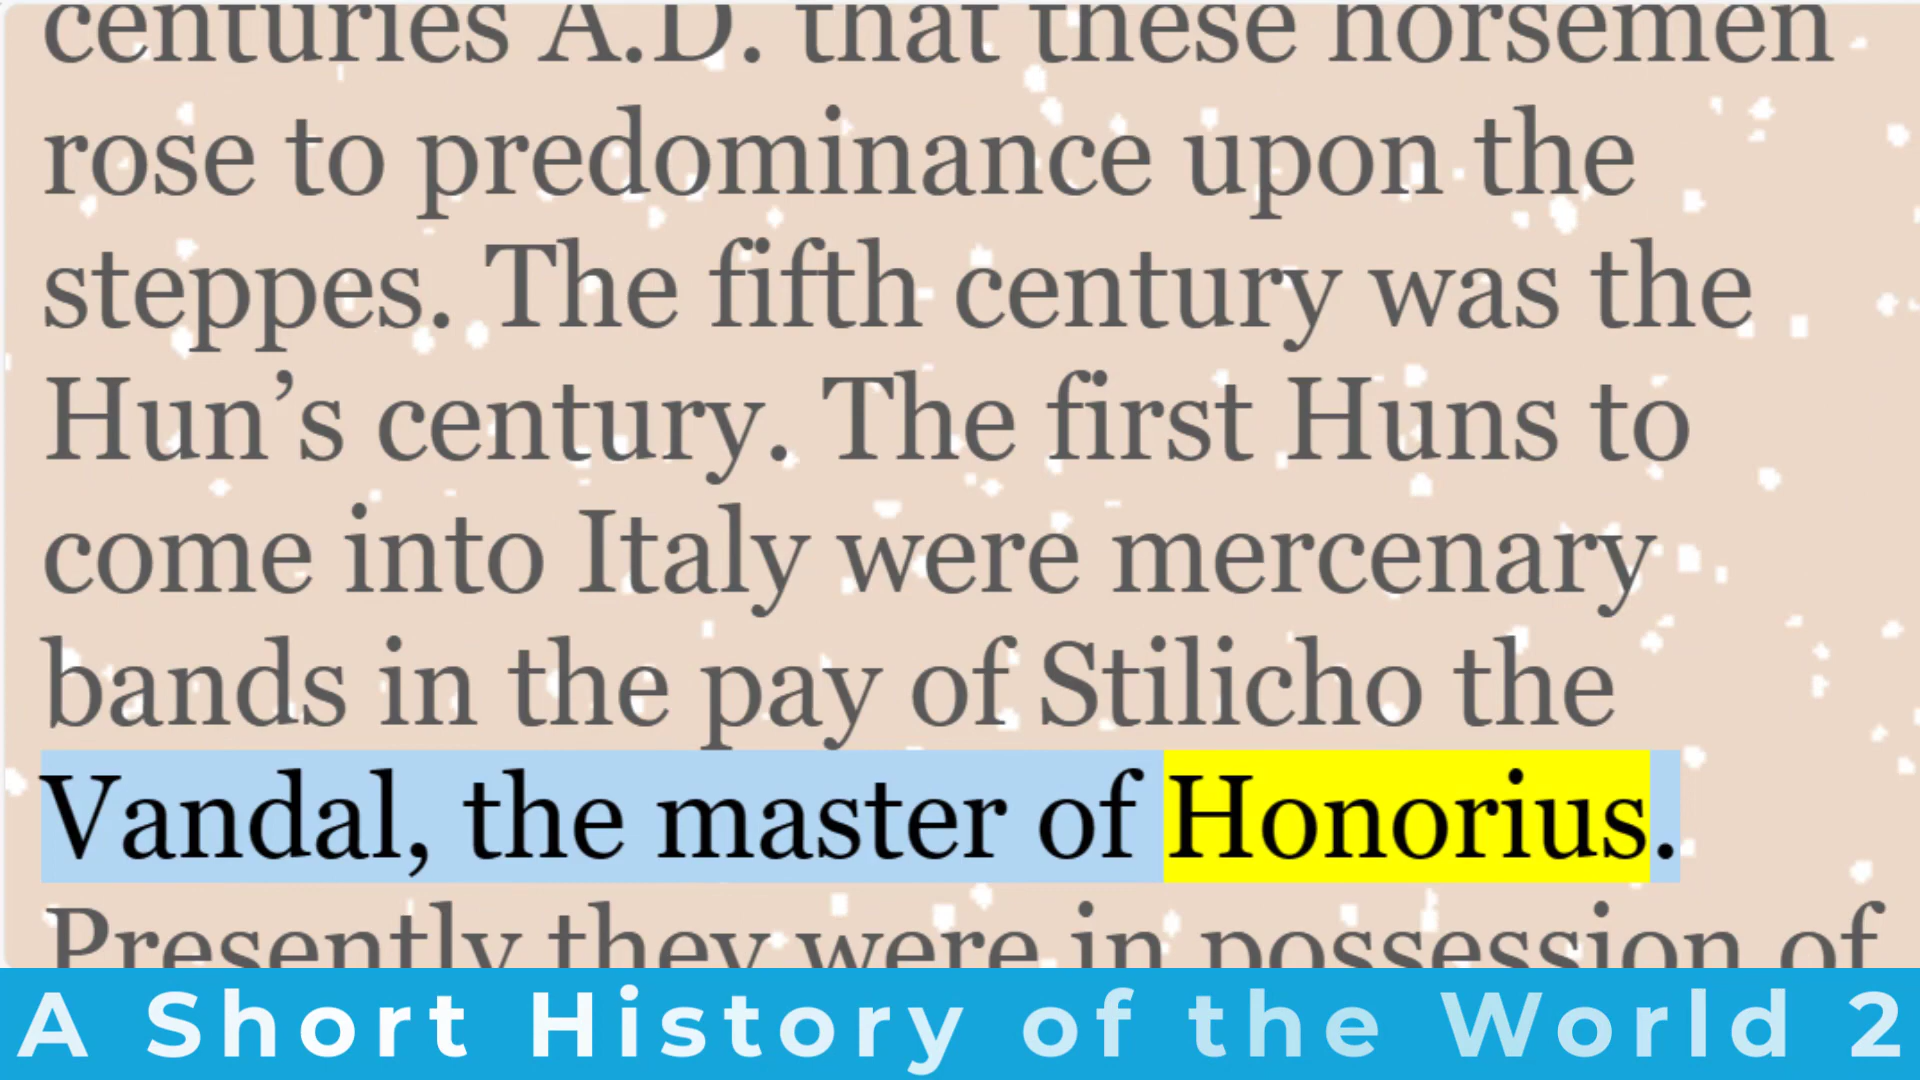 centuries A.D. that these horsemen
rose to predominance upon the
steppes. The fifth century was the
Hun’s century. The first Huns to
come into Italy were mercenary
bands in the pay of Stilicho the
Vandal, the master of Honorius.
Presently they were in possession of
A Short History of the World 2